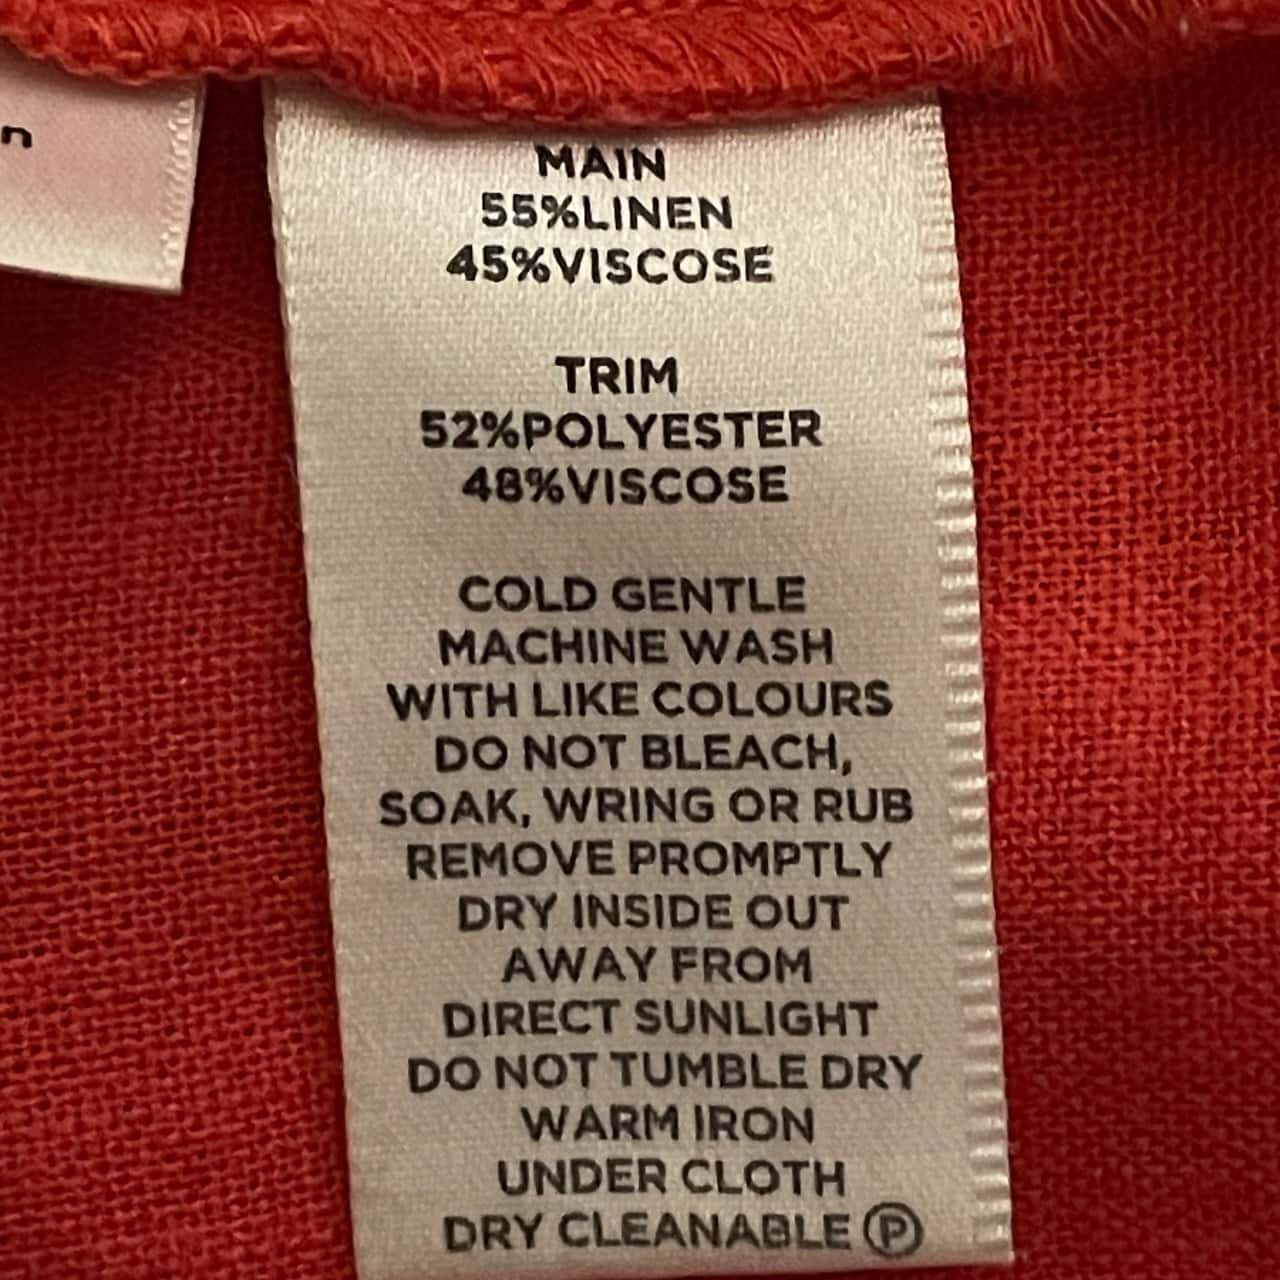 n
MAIN
55%LINEN
45%VISCOSE
TRIM
52%POLYESTER
48%VISCOSE
COLD GENTLE
MACHINE WASH
WITH LIKE COLOURS
DO NOT BLEACH,
SOAK, WRING OR RUB
REMOVE PROMPTLY
DRY INSIDE OUT
AWAY FROM
DIRECT SUNLIGHT
DO NOT TUMBLE DRY
WARM IRON
UNDER CLOTH
DRY CLEANABLE Ⓟ